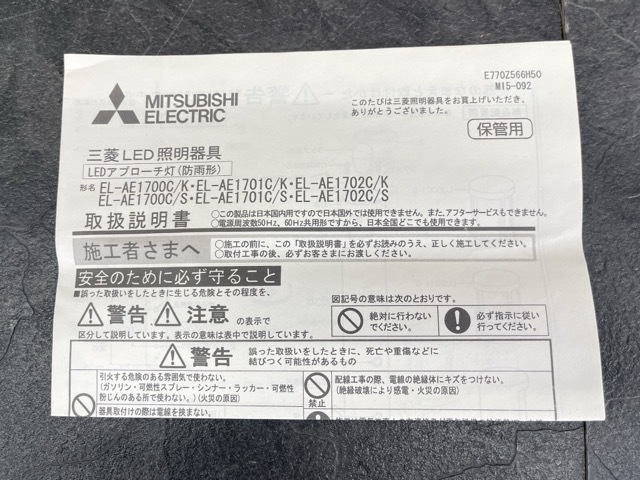 E770Z566H50
M15-092
MITSUBISHI
ELECTRIC
このたびは三菱照明器具をお買上げいただき、
ありがとうございました。
保管用
三菱LED照明器具
LEDアプローチ灯(防雨形)
形名 EL-AE1700C/K・EL-AE1701C/K・EL-AE1702C/K
EL-AE1700C/S・EL-AE1701C/S・EL-AE1702C/S
取扱説明書
○この製品は日本国内用ですので日本国外では使用できません。また、アフターサービスもできません。
○電源周波数50Hz、60Hz共用形ですから、日本全国どこでも使用できます。
施工者さまへ
○施工の前に、この「取扱説明書」を必ずお読みのうえ、正しく施工してください。
○取付工事の後、必ずお客さまにお渡しください。
安全のために必ず守ること
■誤った取扱いをしたときに生じる危険とその程度を、
警告、注意 の表示で
区分して説明しています。表示の意味は表中で説明しています。
図記号の意味は次のとおりです。
絶対に行わないでください。
必ず指示に従い行ってください。
警告 誤った取扱いをしたときに、死亡や重傷などに結びつく可能性があるもの
引火する危険のある雰囲気で使わない。
(ガソリン・可燃性スプレー・シンナー・ラッカー・可燃性
粉じんのある所で使わない。)(火災の原因)
器具取付けの際は電線を挟まない。
禁止
配線工事の際、電線の絶縁体にキズをつけない。
(絶縁破壊により感電・火災の原因)